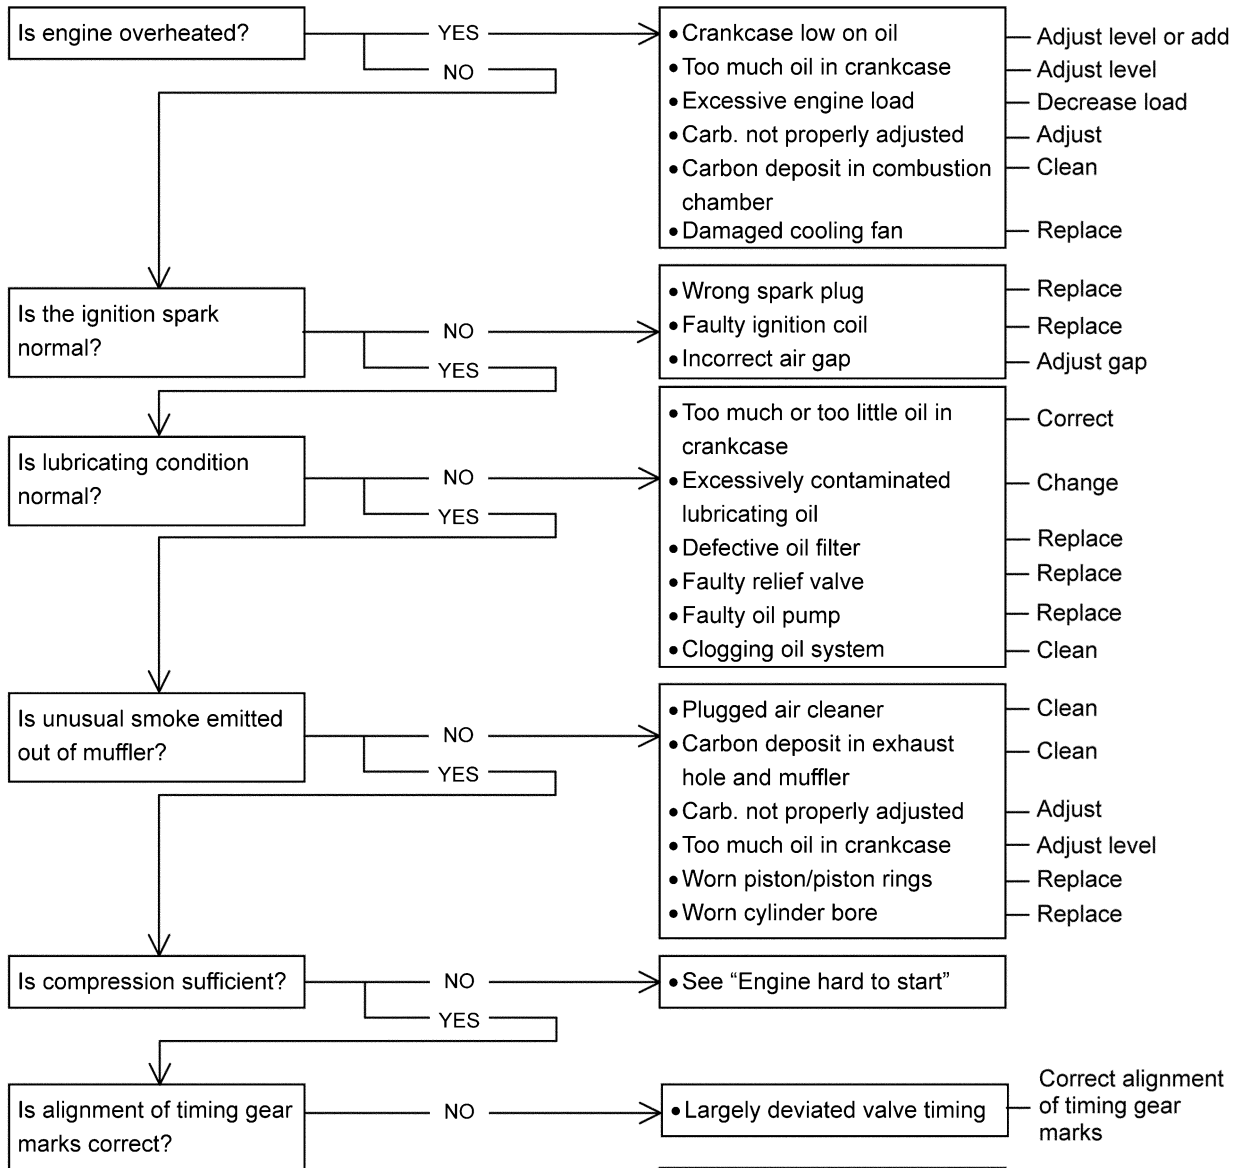 Is engine overheated?
YES
NO
•Crankcase low on oil
Adjust level or add
•Too much oil in crankcase
Adjust level
•Excessive engine load
Decrease load
•Carb. not properly adjusted
Adjust
•Carbon deposit in combustion
chamber
Clean
•Damaged cooling fan
Replace
Is the ignition spark
normal?
NO
YES
•Wrong spark plug
Replace
•Faulty ignition coil
Replace
•Incorrect air gap
Adjust gap
Is lubricating condition
normal?
NO
YES
•Too much or too little oil in
crankcase
Correct
•Excessively contaminated
lubricating oil
Change
•Defective oil filter
Replace
•Faulty relief valve
Replace
•Faulty oil pump
Replace
•Clogging oil system
Clean
Is unusual smoke emitted
out of muffler?
NO
YES
•Plugged air cleaner
Clean
•Carbon deposit in exhaust
hole and muffler
Clean
•Carb. not properly adjusted
Adjust
•Too much oil in crankcase
Adjust level
•Worn piston/piston rings
Replace
•Worn cylinder bore
Replace
Is compression sufficient?
NO
YES
•See “Engine hard to start”
Is alignment of timing gear
marks correct?
NO
•Largely deviated valve timing
Correct alignment
of timing gear
marks